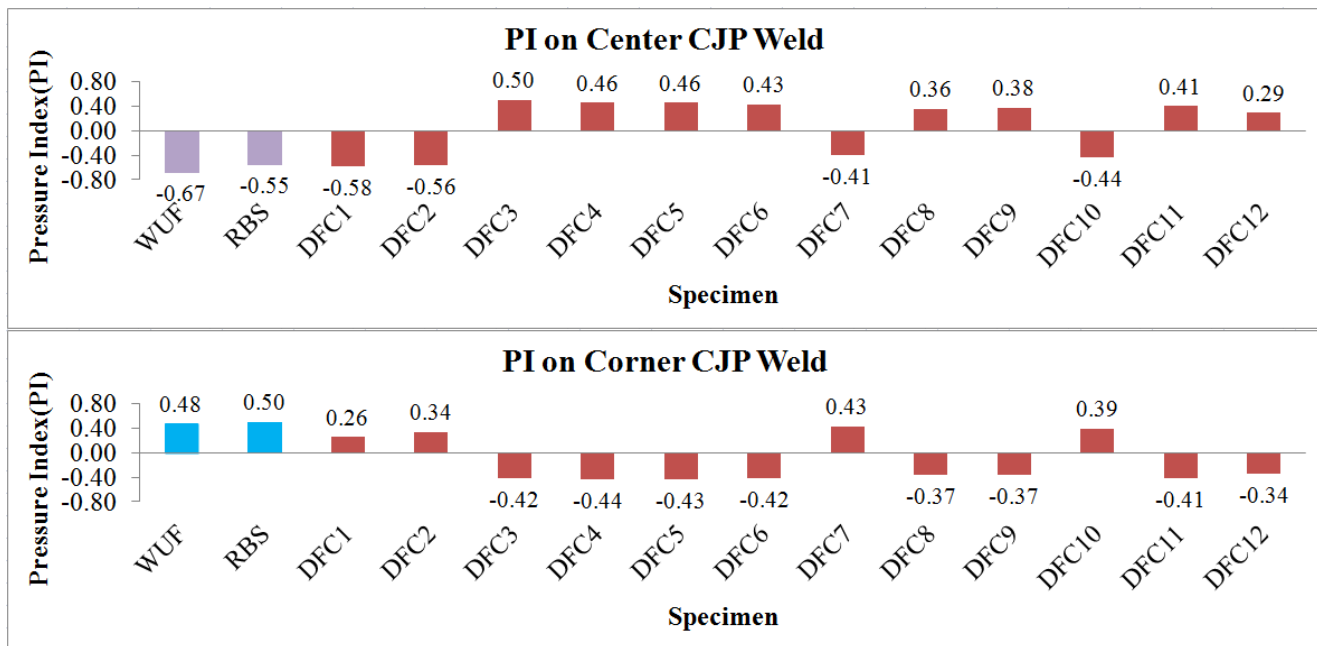 PI on Center CJP Weld
Pressure Index(PI)
0.80
0.40
0.00
-0.40
-0.80
-0.67
-0.55
-0.58
-0.56
0.50
0.46
0.46
0.43
-0.41
0.36
0.38
-0.44
0.41
0.29
WUF
RBS
DFC1
DFC2
DFC3
DFC4
DFC5
DFC6
DFC7
DFC8
DFC9
DFC10
DFC11
DFC12
Specimen
PI on Corner CJP Weld
Pressure Index(PI)
0.80
0.40
0.00
-0.40
-0.80
0.48
0.50
0.26
0.34
-0.42
-0.44
-0.43
-0.42
0.43
-0.37
-0.37
0.39
-0.41
-0.34
WUF
RBS
DFC1
DFC2
DFC3
DFC4
DFC5
DFC6
DFC7
DFC8
DFC9
DFC10
DFC11
DFC12
Specimen